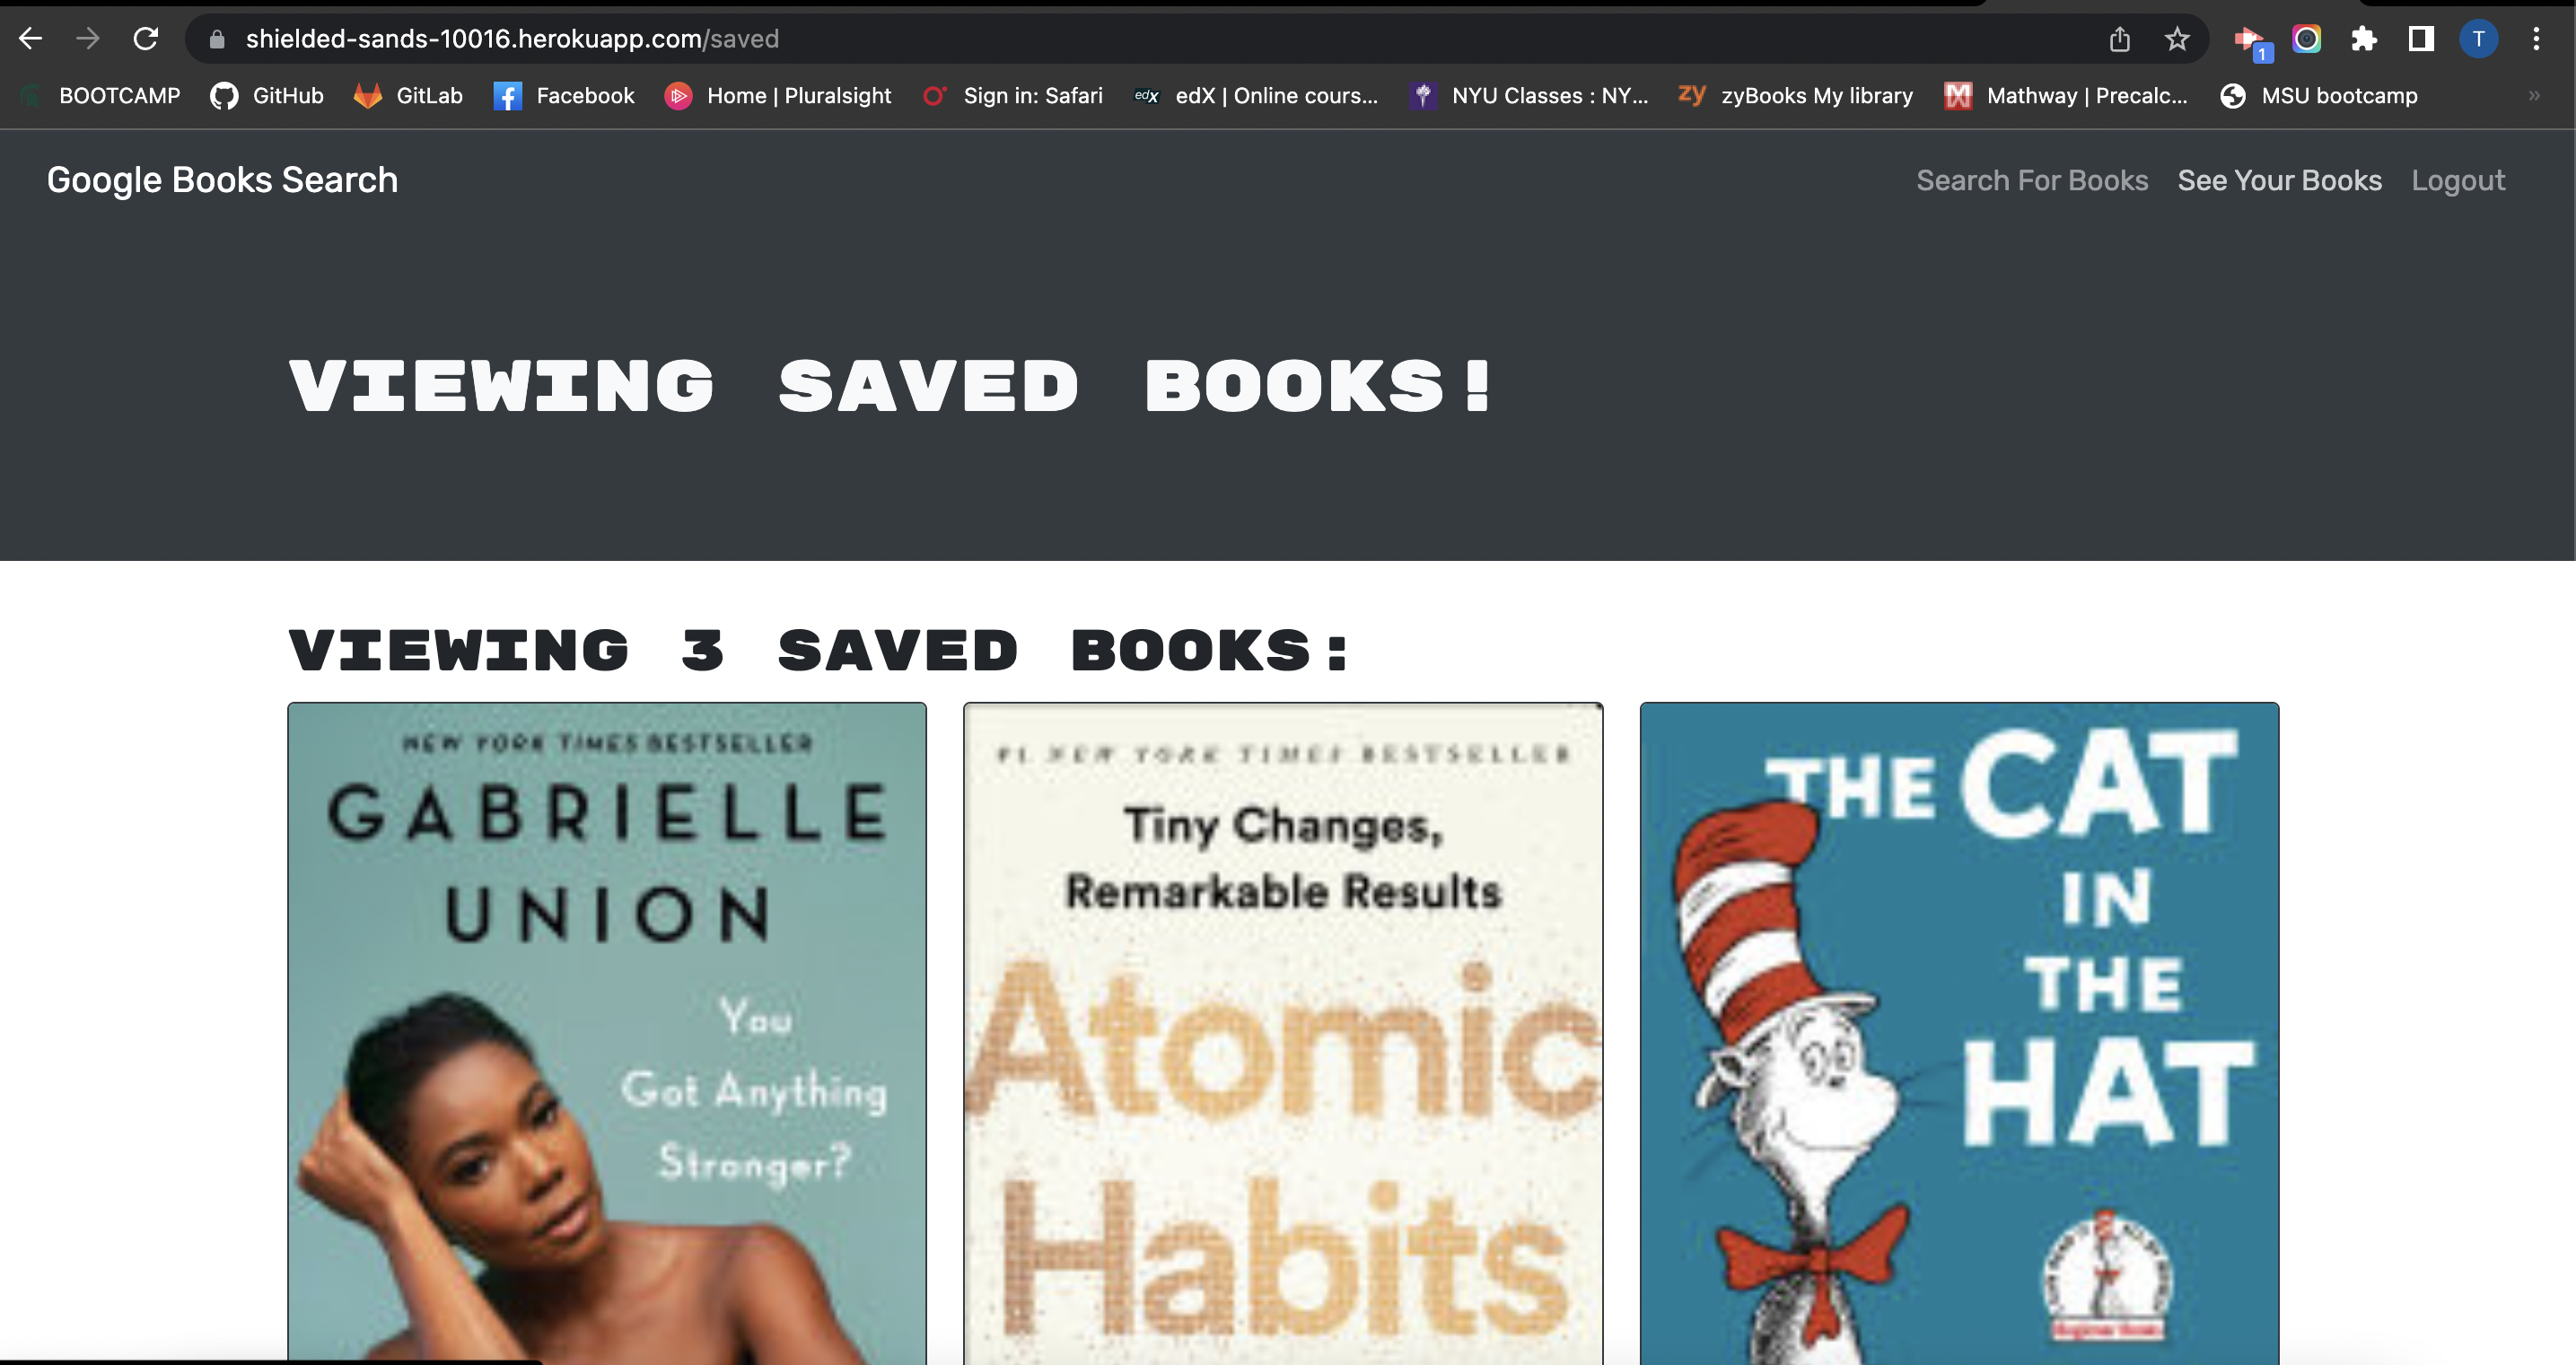 shielded-sands-10016.herokuapp.com/saved
1
T
BOOTCAMP GitHub GitLab Facebook Home | Pluralsight Sign in: Safari edX edX | Online cours... NYU Classes : NY... zy zyBooks My library Mathway | Precalc... MSU bootcamp »
Google Books Search Search For Books See Your Books Logout
VIEWING SAVED BOOKS!
VIEWING 3 SAVED BOOKS:
NEW YORK TIMES BESTSELLER
GABRIELLE
UNION
You
Got Anything
Stronger?
#1 NEW YORK TIMES BESTSELLER
Tiny Changes,
Remarkable Results
Atomic
Habits
THE CAT
IN
THE
HAT